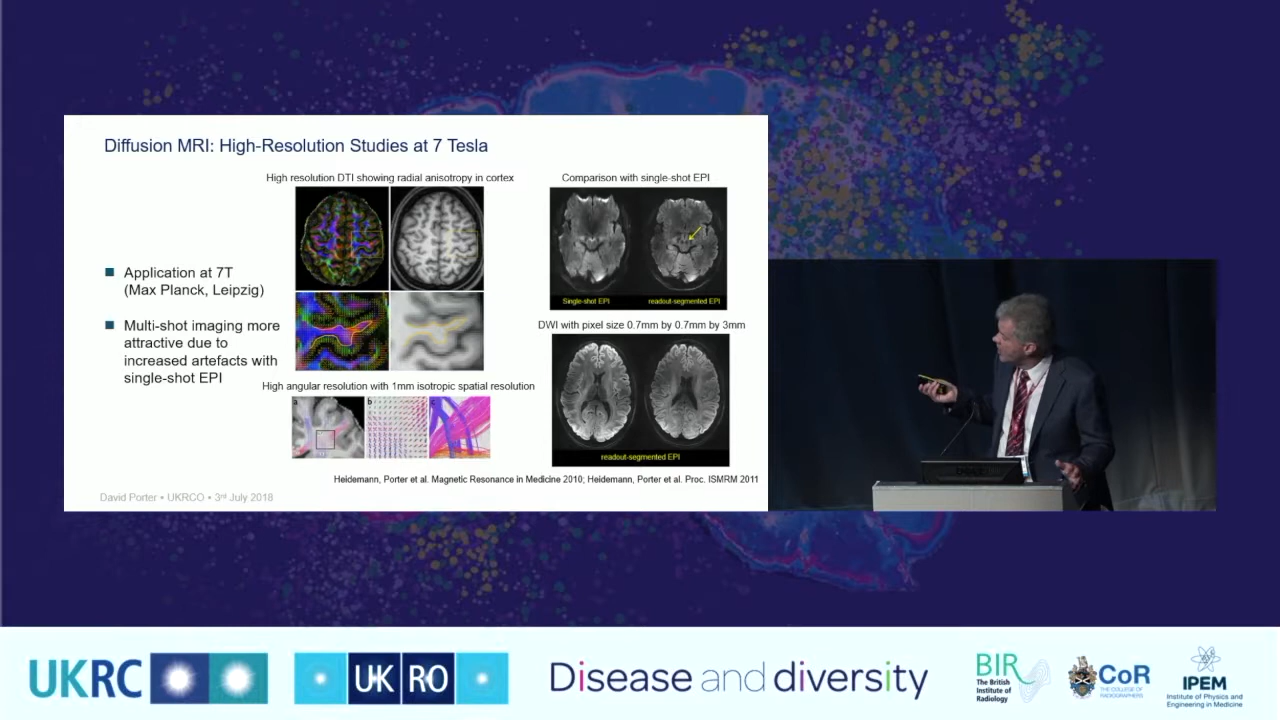 Diffusion MRI: High-Resolution Studies at 7 Tesla
High resolution DTI showing radial anisotropy in cortex
Comparison with single-shot EPI
Application at 7T
(Max Planck, Leipzig)
Multi-shot imaging more
attractive due to
increased artefacts with
single-shot EPI
Single-shot EPI
readout-segmented EPI
DWI with pixel size 0.7mm by 0.7mm by 3mm
High angular resolution with 1mm isotropic spatial resolution
a
b
c
readout-segmented EPI
Heidemann, Porter et al. Magnetic Resonance in Medicine 2010; Heidemann, Porter et al. Proc. ISMRM 2011
David Porter • UKRCO • 3rd July 2018
DELL
UKRC
UK RO
Disease and diversity
BIR
The British
Institute of
Radiology
CoR
THE COLLEGE OF
RADIOGRAPHERS
IPEM
Institute of Physics and
Engineering in Medicine